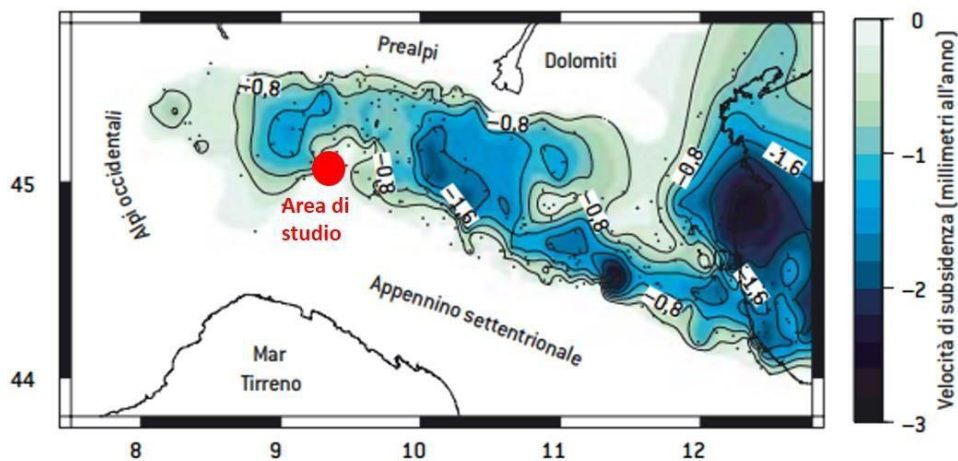 Prealpi
Dolomiti
Alpi occidentali
-0,8
-0,8
-0,8
-0,8
-1,6
-1,6
-0,8
-0,8
-1,6
Area di
studio
Appennino settentrionale
Mar
Tirreno
45
44
8
9
10
11
12
0
-1
-2
-3
Velocità di subsidenza (millimetri all'anno)